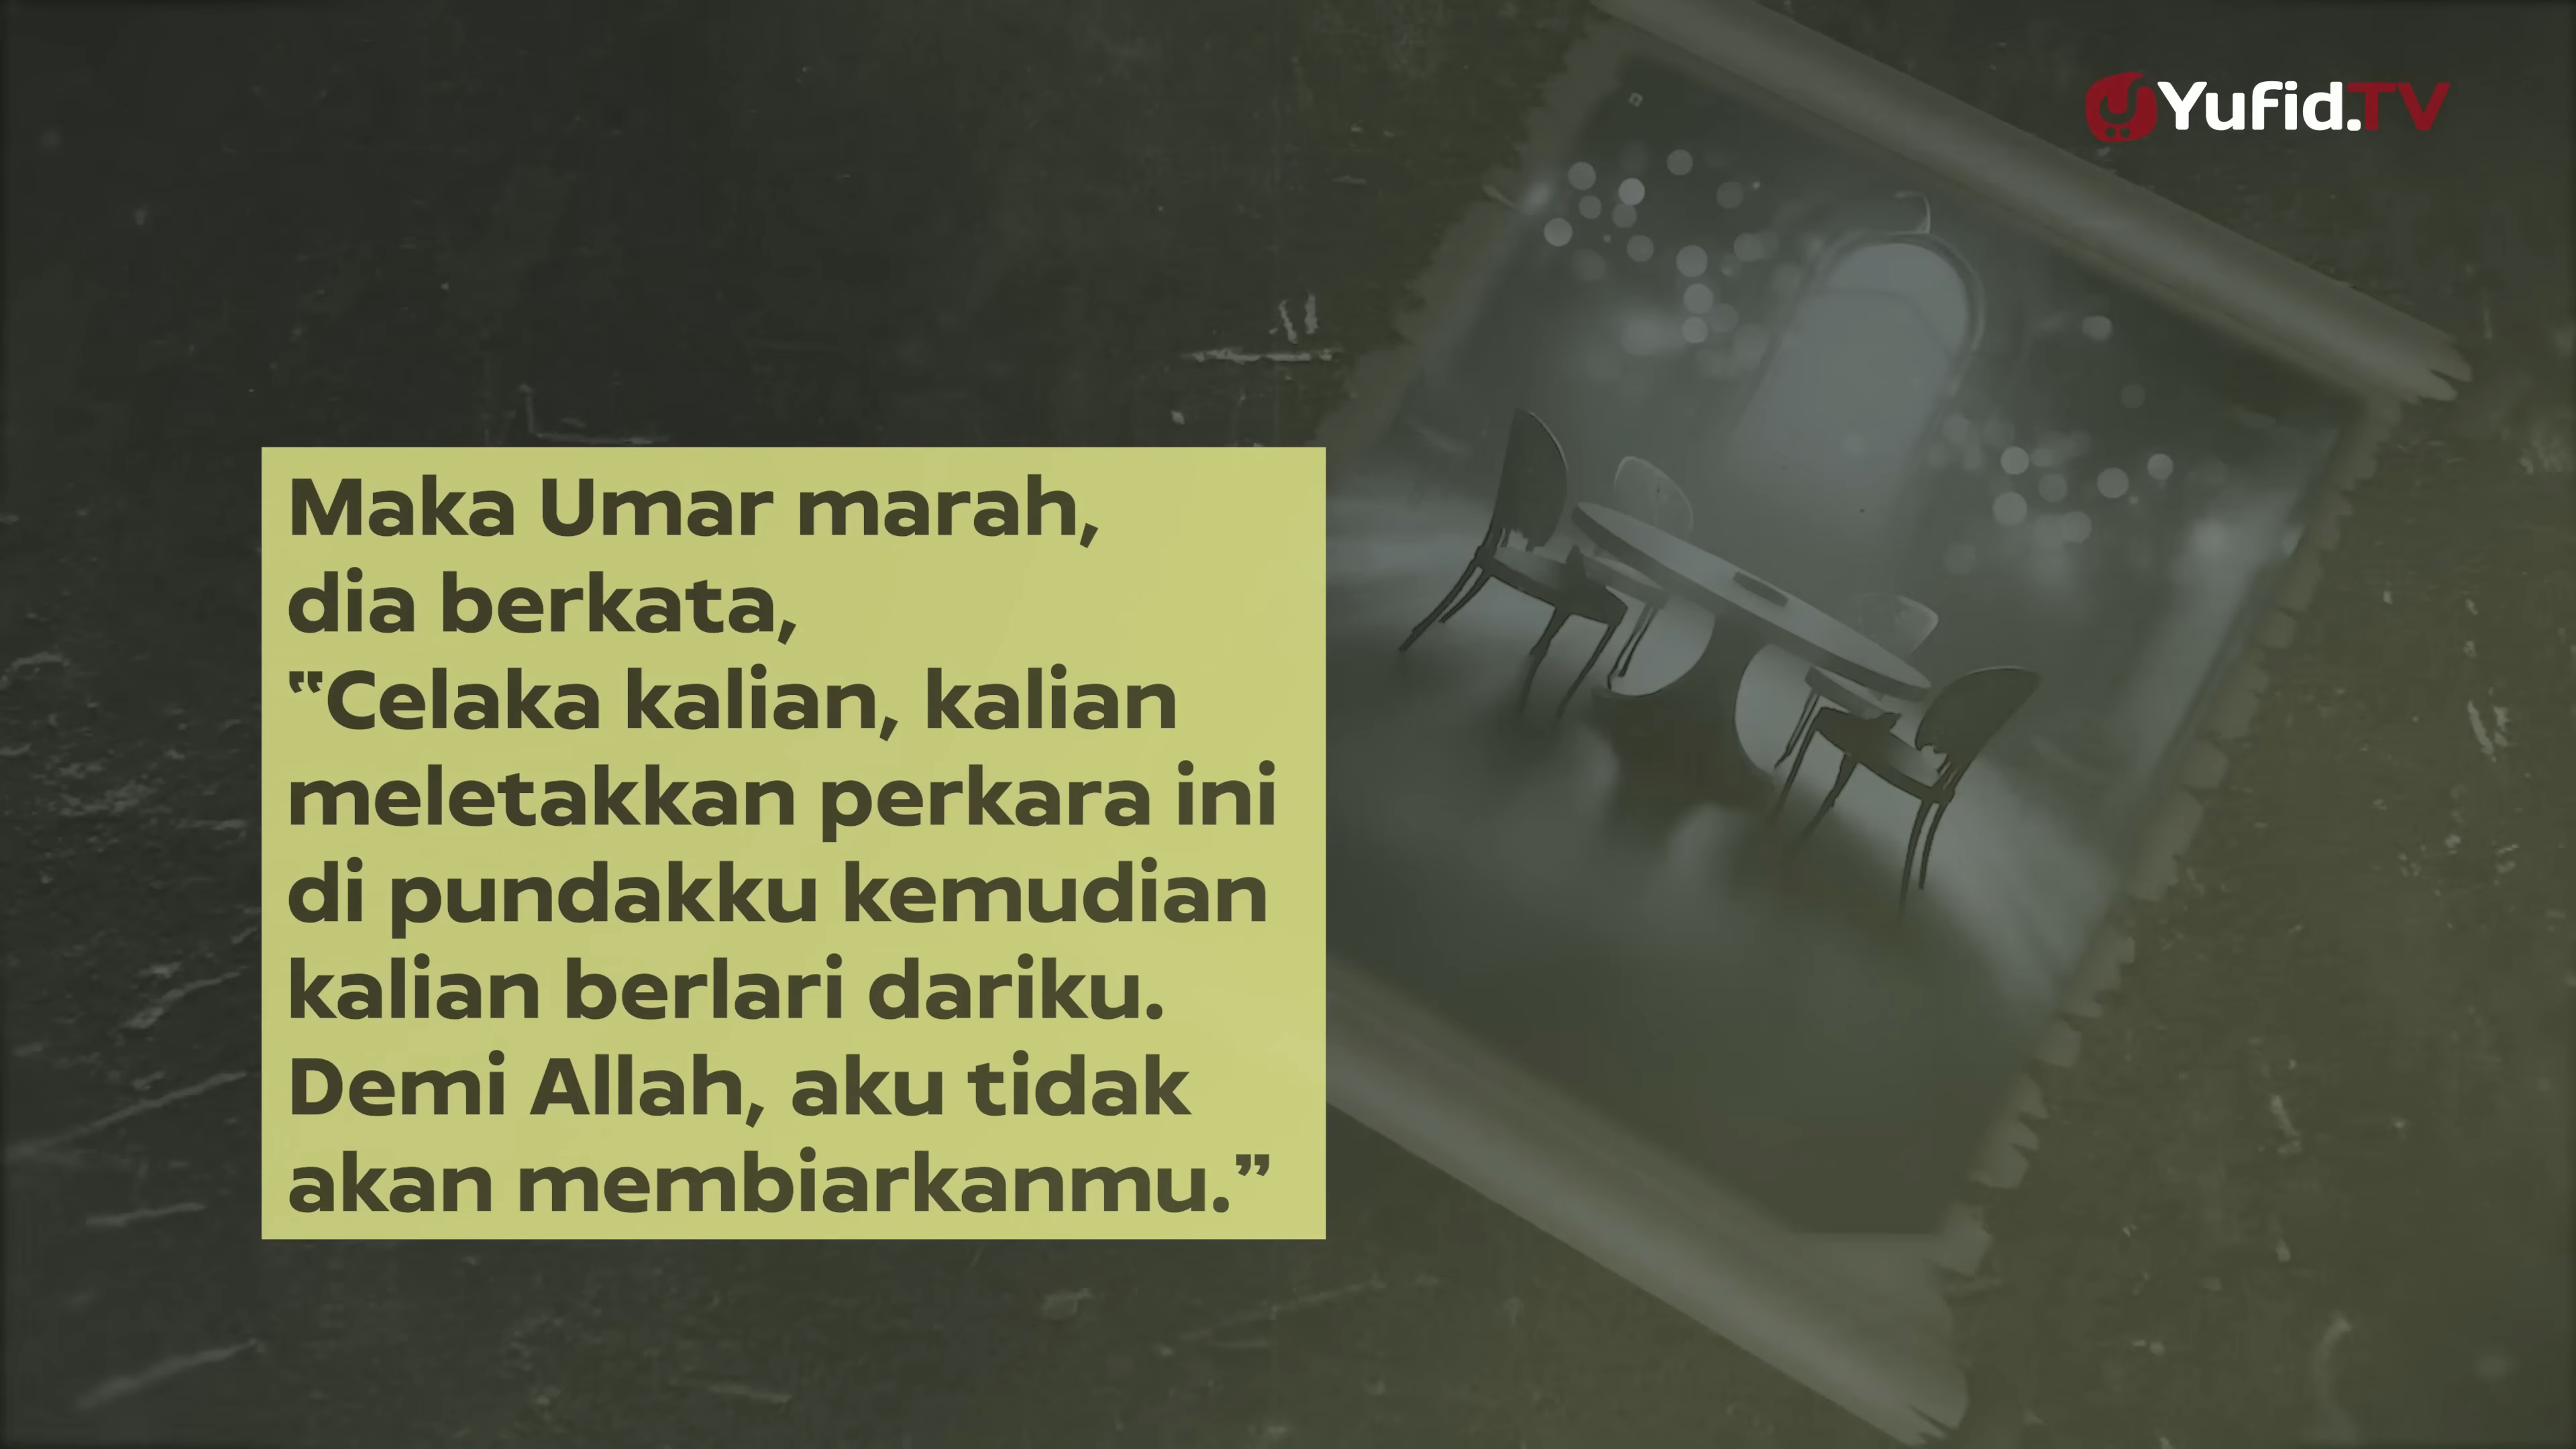 Yufid.TV
Maka Umar marah,
dia berkata,
“Celaka kalian, kalian
meletakkan perkara ini
di pundakku kemudian
kalian berlari dariku.
Demi Allah, aku tidak
akan membiarkanmu.”